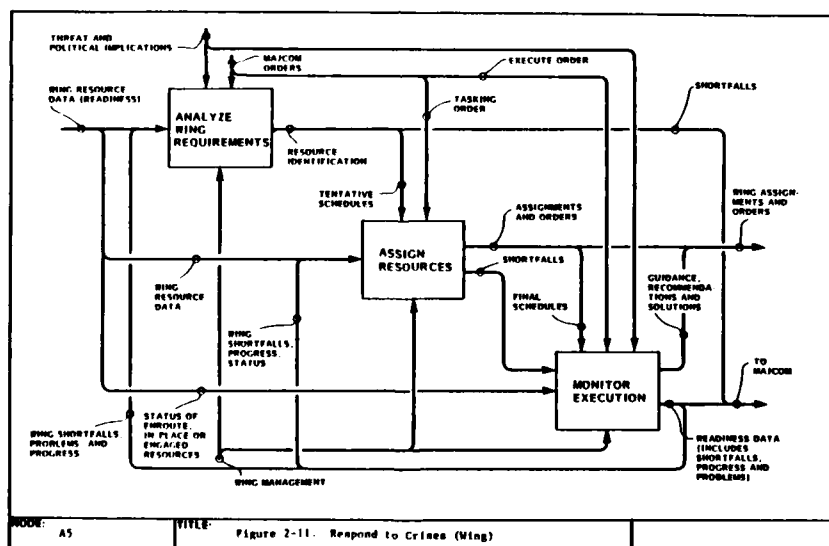 THREAT AND
POLITICAL IMPLICATIONS
MAJCOM
ORDERS
EXECUTE ORDER
WING RESOURCE
DATA (READINESS)
ANALYZE
WING
REQUIREMENTS
TASKING
ORDER
SHORTFALLS
RESOURCE
IDENTIFICATION
TENTATIVE
SCHEDULES
ASSIGNMENTS
AND ORDERS
WING ASSIGN-
MENTS AND
ORDERS
ASSIGN
RESOURCES
SHORTFALLS
WING
RESOURCE
DATA
FINAL
SCHEDULES
GUIDANCE,
RECOMMENDA-
TIONS AND
SOLUTIONS
WING
SHORTFALLS,
PROGRESS,
STATUS
MONITOR
EXECUTION
TO
MAJCOM
STATUS OF
ENROUTE,
IN PLACE OR
ENGAGED
RESOURCES
WING SHORTFALLS,
PROBLEMS AND
PROGRESS
WING MANAGEMENT
READINESS DATA
(INCLUDES
SHORTFALLS,
PROGRESS AND
PROBLEMS)
NODE:
A5
TITLE:
Figure 2-11. Respond to Crises (Wing)